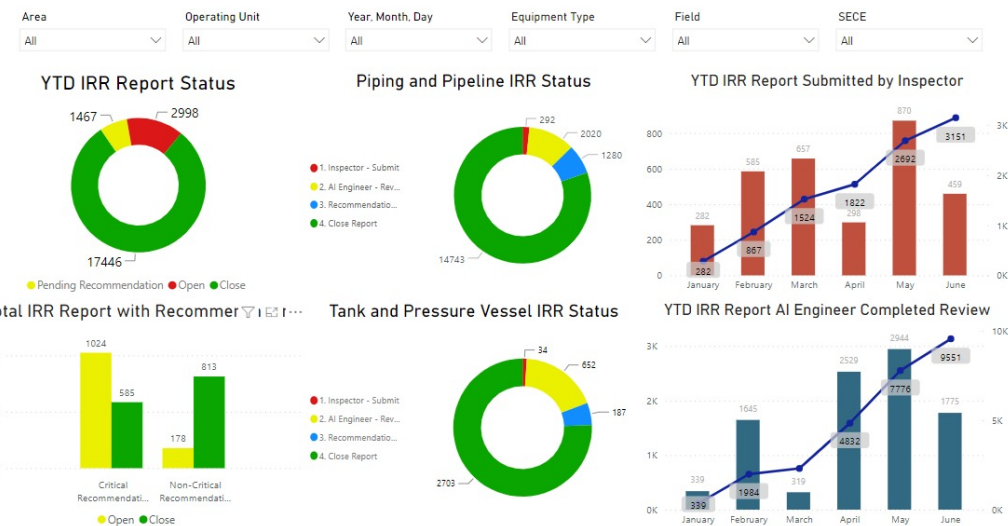 Area Operating Unit Year, Month, Day Equipment Type Field SECE
All All All All All All
YTD IRR Report Status
1467
2998
17446
Pending Recommendation Open Close
Piping and Pipeline IRR Status
292
2020
1280
14743
1. Inspector - Submit
2. AI Engineer - Rev...
3. Recommendatio...
4. Close Report
YTD IRR Report Submitted by Inspector
800
600
400
200
0
282
585
657
298
870
459
282
867
1524
1822
2692
3151
3K
2K
1K
0K
January February March April May June
otal IRR Report with Recommer
1024
585
178
813
Critical
Recommendati...
Non-Critical
Recommendati...
Open Close
Tank and Pressure Vessel IRR Status
34
652
187
2703
1. Inspector - Submit
2. AI Engineer - Rev...
3. Recommendatio...
4. Close Report
YTD IRR Report AI Engineer Completed Review
3K
2K
1K
0K
339
1645
319
2529
2944
1775
339
1984
4832
7776
9551
10K
5K
0K
January February March April May June